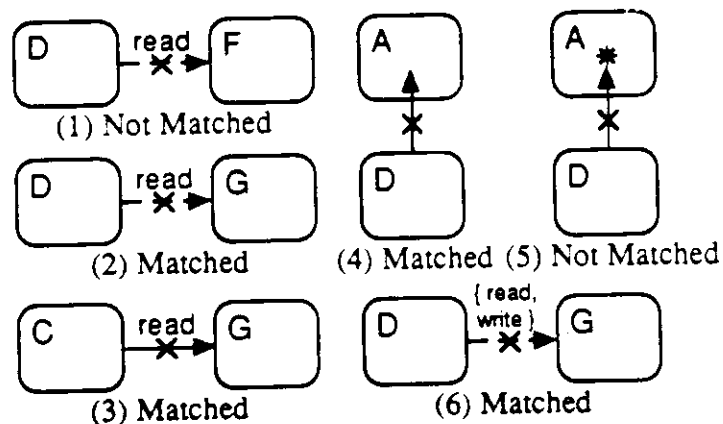 D read F
(1) Not Matched
D read G
(2) Matched
C read G
(3) Matched
A
D
(4) Matched
A *
D
(5) Not Matched
{ read,
write }
D G
(6) Matched